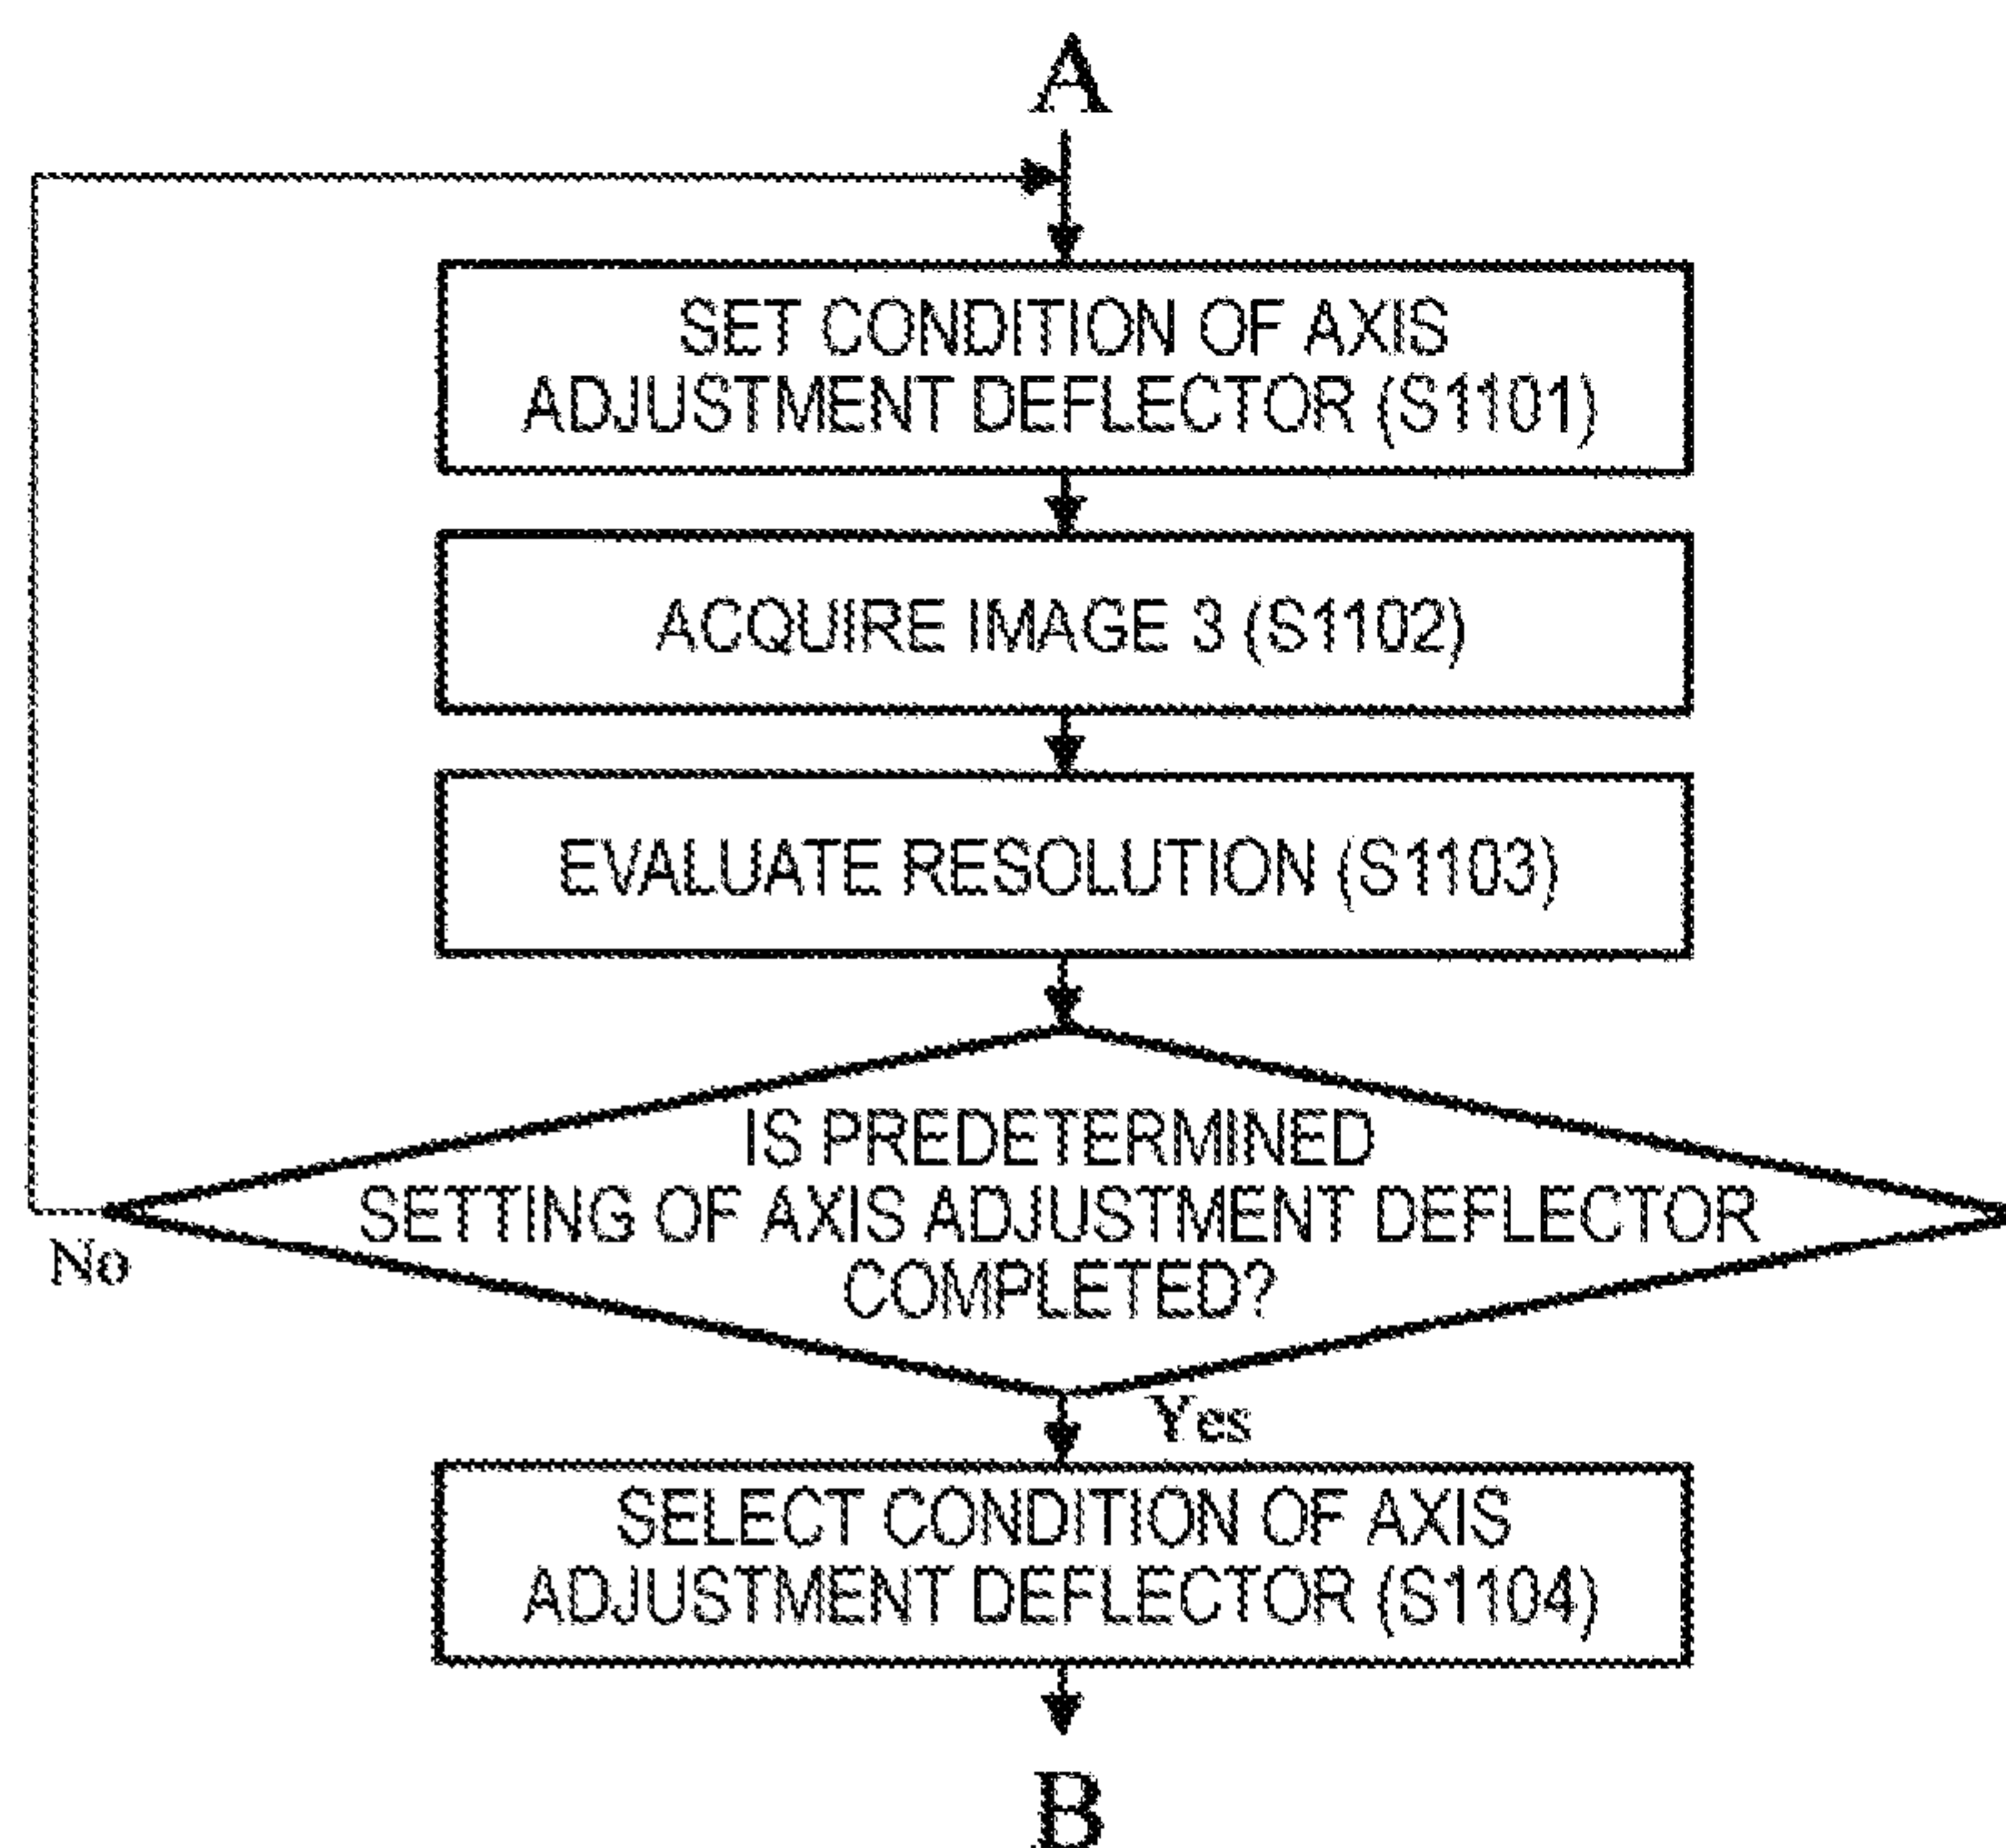 A
SET CONDITION OF AXIS
ADJUSTMENT DEFLECTOR (S1101)
ACQUIRE IMAGE 3 (S1102)
EVALUATE RESOLUTION (S1103)
IS PREDETERMINED
SETTING OF AXIS ADJUSTMENT DEFLECTOR
COMPLETED?
No
Yes
SELECT CONDITION OF AXIS
ADJUSTMENT DEFLECTOR (S1104)
B